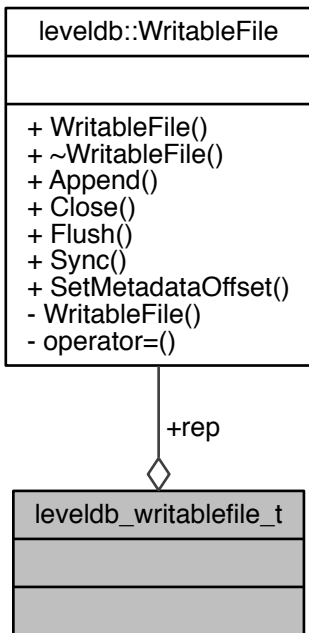 leveldb::WritableFile
+ WritableFile()
+ ~WritableFile()
+ Append()
+ Close()
+ Flush()
+ Sync()
+ SetMetadataOffset()
- WritableFile()
- operator=()
+rep
leveldb_writablefile_t